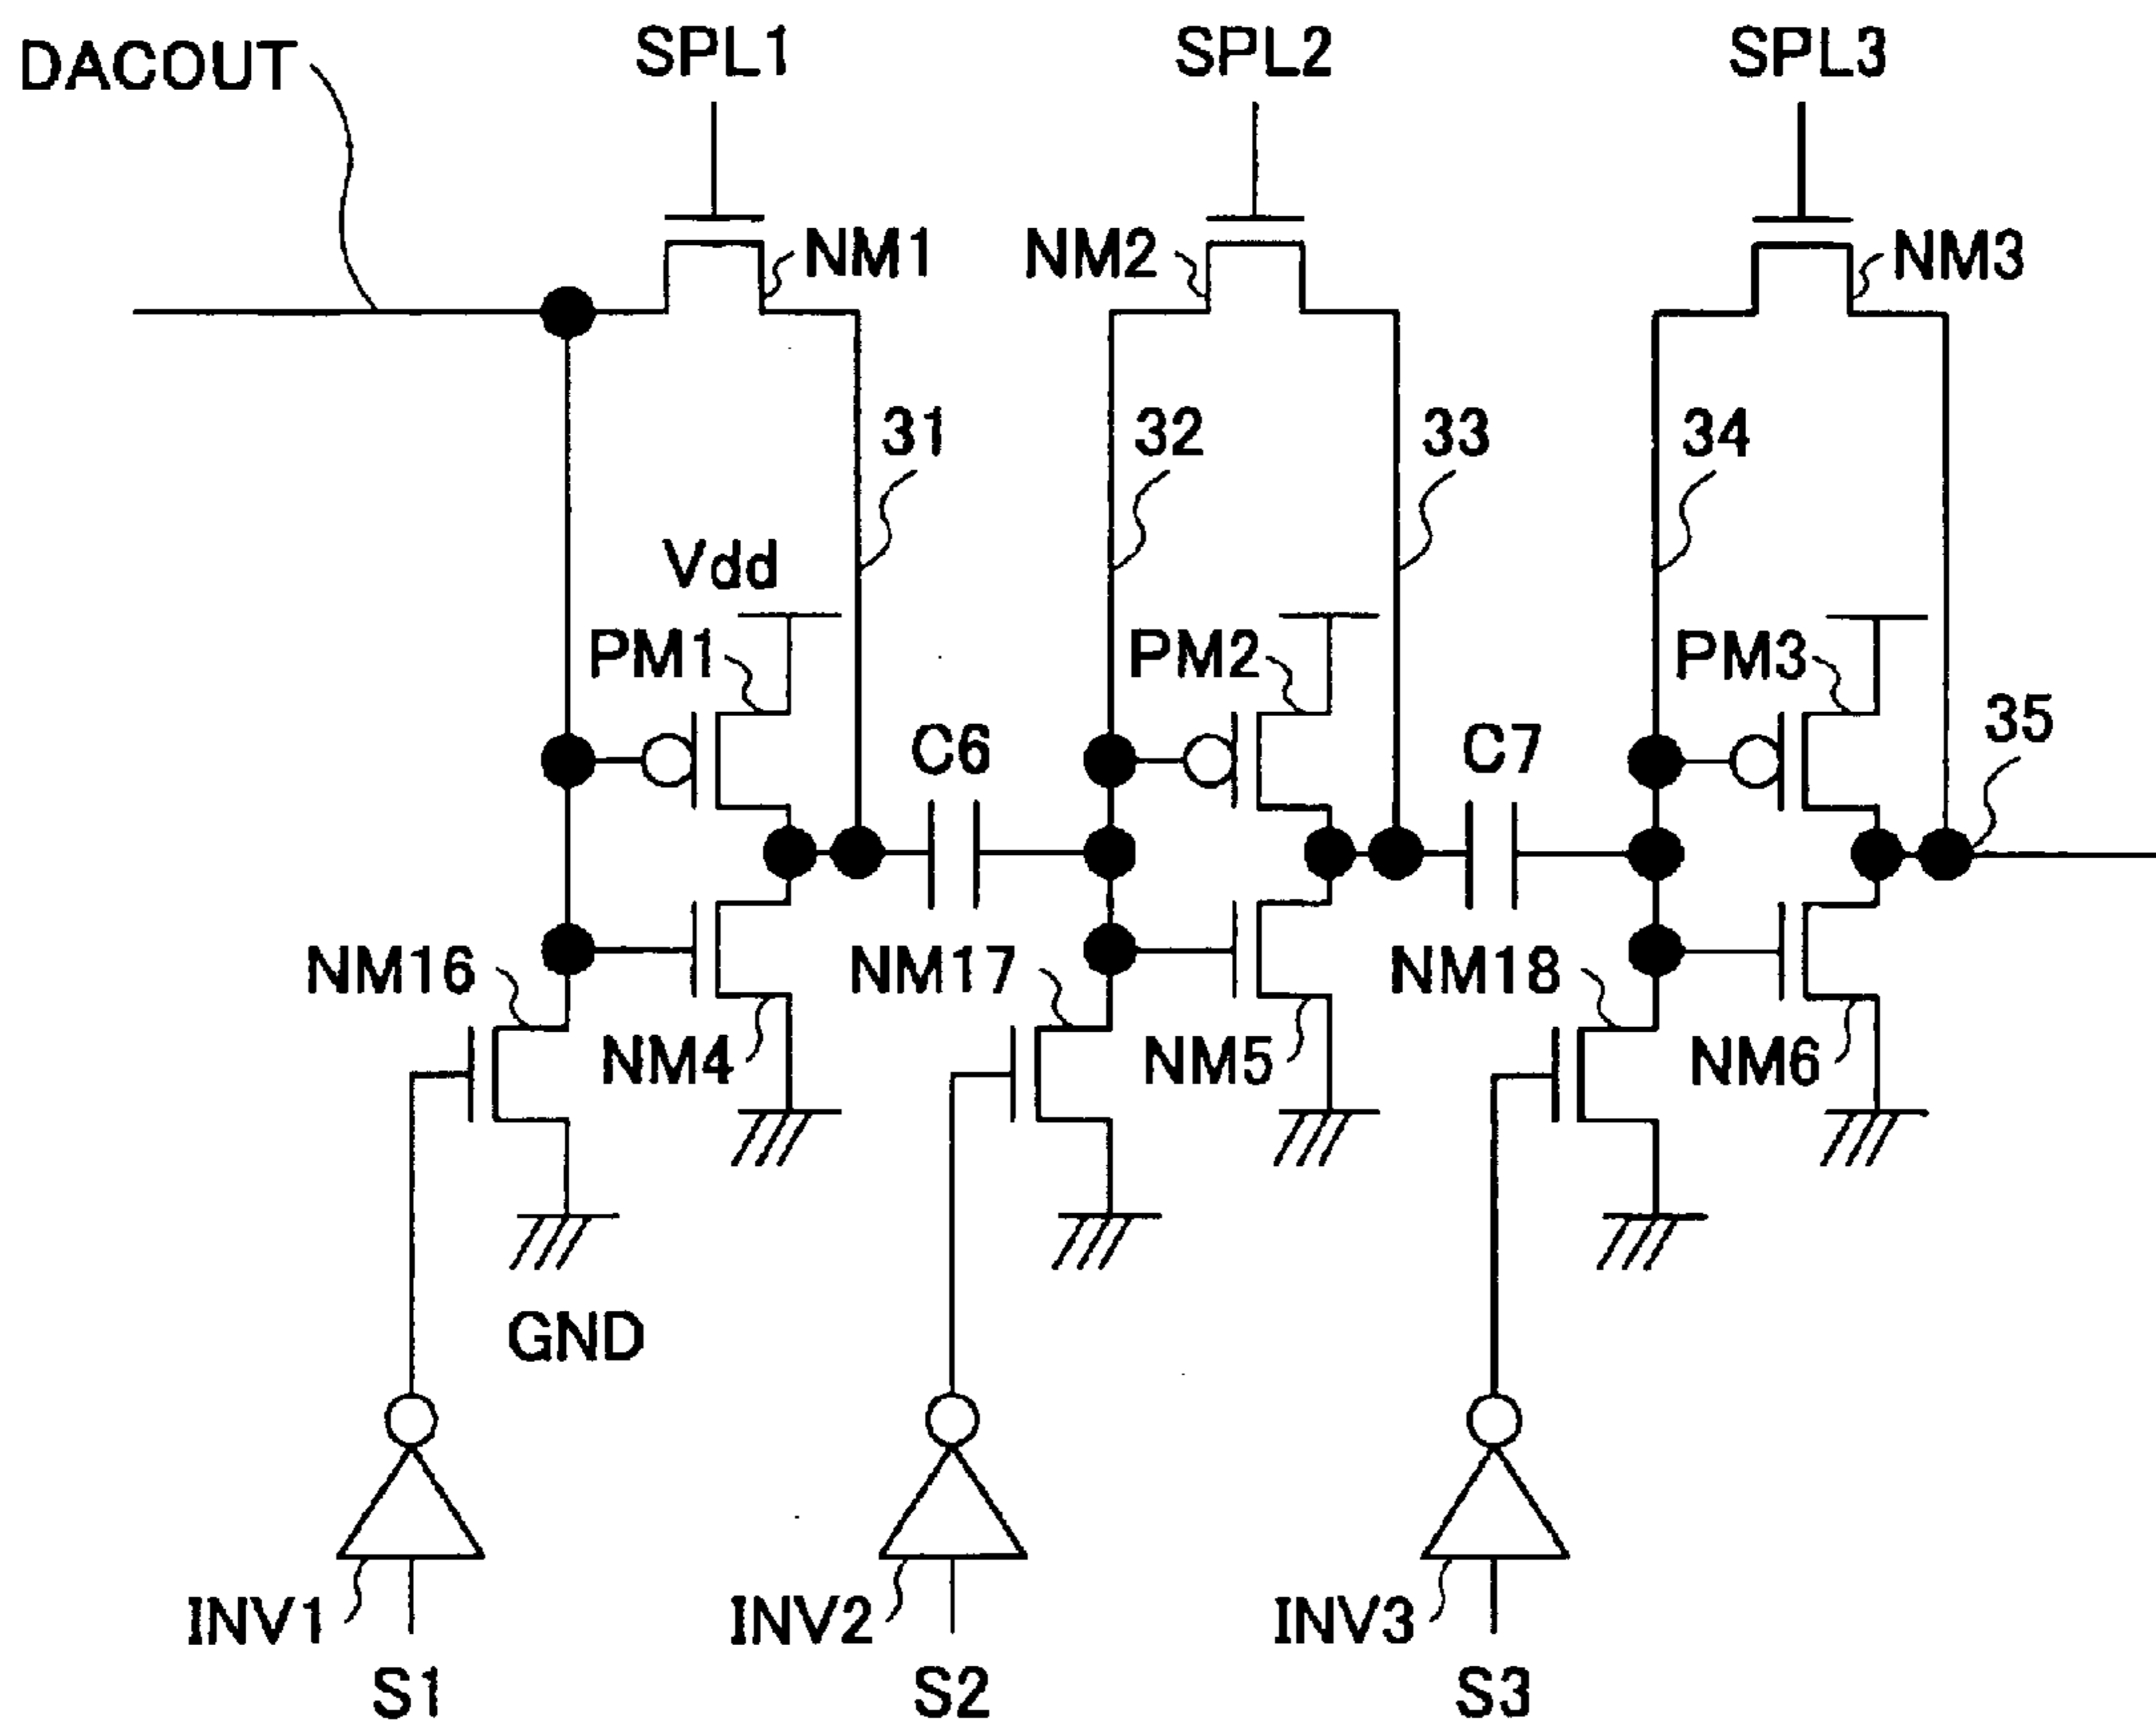 DACOUT
SPL1
SPL2
SPL3
NM1
NM2
NM3
31
32
33
34
Vdd
PM1
PM2
PM3
35
C6
C7
NM16
NM17
NM18
NM4
NM5
NM6
GND
INV1
INV2
INV3
S1
S2
S3